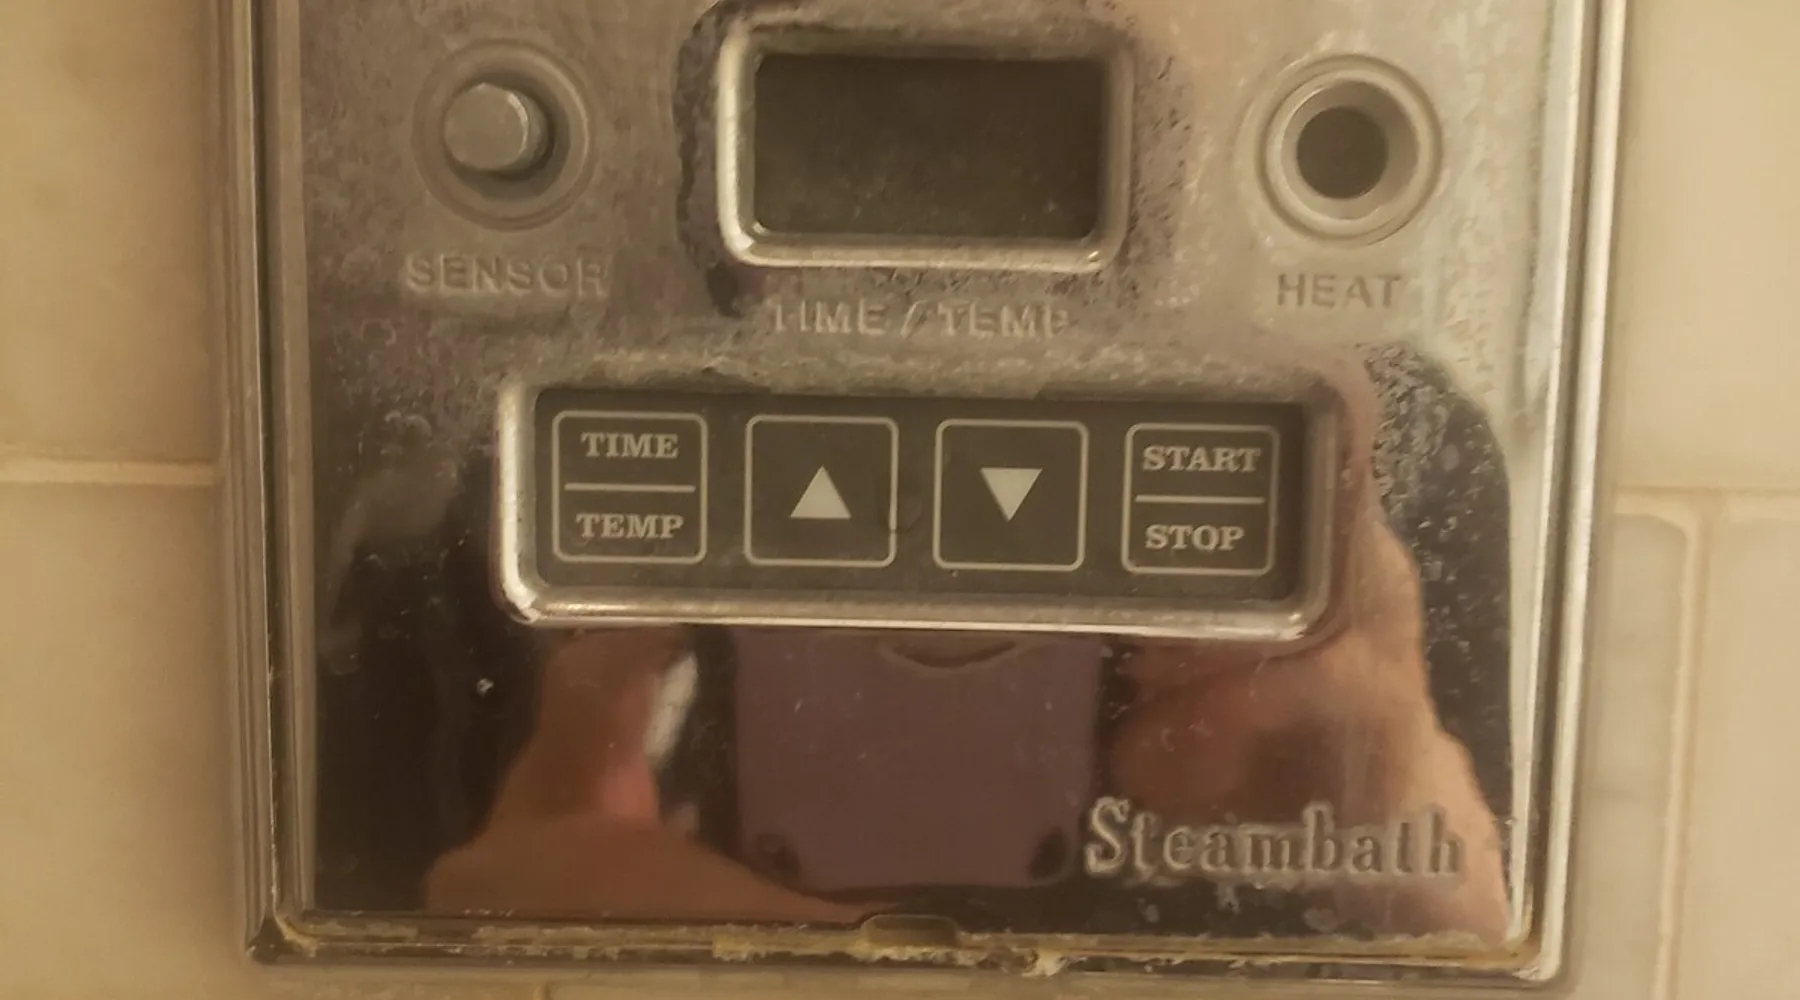 SENSOR
TIME / TEMP
HEAT
TIME
TEMP
▲
▼
START
STOP
Steambath